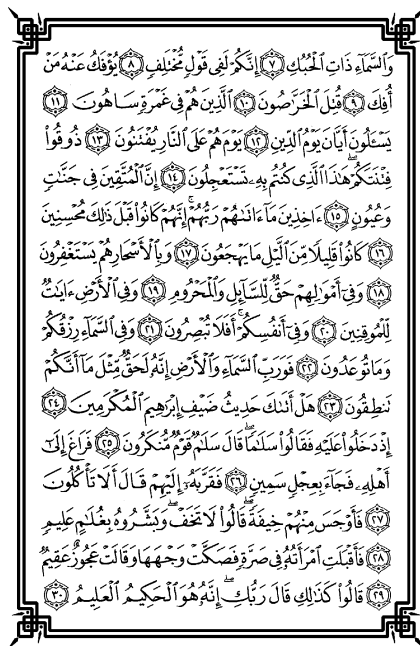 وَٱلسَّمَآءِ ذَاتِ ٱلْحُبُكِ ٧ إِنَّكُمْ لَفِى قَوْلٍ مُّخْتَلِفٍ ٨ يُؤْفَكُ عَنْهُ مَنْ
أُفِكَ ٩ قُتِلَ ٱلْخَرَّٰصُونَ ١٠ ٱلَّذِينَ هُمْ فِى غَمْرَةٍ سَاهُونَ ١١
يَسْـَٔلُونَ أَيَّانَ يَوْمُ ٱلدِّينِ ١٢ يَوْمَ هُمْ عَلَى ٱلنَّارِ يُفْتَنُونَ ١٣ ذُوقُوا۟
فِتْنَتَكُمْ هَٰذَا ٱلَّذِى كُنتُم بِهِۦ تَسْتَعْجِلُونَ ١٤ إِنَّ ٱلْمُتَّقِينَ فِى جَنَّٰتٍ
وَعُيُونٍ ١٥ ءَاخِذِينَ مَآ ءَاتَىٰهُمْ رَبُّهُمْ ۚ إِنَّهُمْ كَانُوا۟ قَبْلَ ذَٰلِكَ مُحْسِنِينَ
١٦ كَانُوا۟ قَلِيلًا مِّنَ ٱلَّيْلِ مَا يَهْجَعُونَ ١٧ وَبِٱلْأَسْحَارِ هُمْ يَسْتَغْفِرُونَ
١٨ وَفِىٓ أَمْوَٰلِهِمْ حَقٌّ لِّلسَّآئِلِ وَٱلْمَحْرُومِ ١٩ وَفِى ٱلْأَرْضِ ءَايَٰتٌ
لِّلْمُوقِنِينَ ٢٠ وَفِىٓ أَنفُسِكُمْ ۚ أَفَلَا تُبْصِرُونَ ٢١ وَفِى ٱلسَّمَآءِ رِزْقُكُمْ
وَمَا تُوعَدُونَ ٢٢ فَوَرَبِّ ٱلسَّمَآءِ وَٱلْأَرْضِ إِنَّهُۥ لَحَقٌّ مِّثْلَ مَآ أَنَّكُمْ
تَنطِقُونَ ٢٣ هَلْ أَتَىٰكَ حَدِيثُ ضَيْفِ إِبْرَٰهِيمَ ٱلْمُكْرَمِينَ ٢٤
إِذْ دَخَلُوا۟ عَلَيْهِ فَقَالُوا۟ سَلَٰمًا ۖ قَالَ سَلَٰمٌ قَوْمٌ مُّنكَرُونَ ٢٥ فَرَاغَ إِلَىٰٓ
أَهْلِهِۦ فَجَآءَ بِعِجْلٍ سَمِينٍ ٢٦ فَقَرَّبَهُۥٓ إِلَيْهِمْ قَالَ أَلَا تَأْكُلُونَ
٢٧ فَأَوْجَسَ مِنْهُمْ خِيفَةً ۖ قَالُوا۟ لَا تَخَفْ ۖ وَبَشَّرُوهُ بِغُلَٰمٍ عَلِيمٍ
٢٨ فَأَقْبَلَتِ ٱمْرَأَتُهُۥ فِى صَرَّةٍ فَصَكَّتْ وَجْهَهَا وَقَالَتْ عَجُوزٌ عَقِيمٌ
٢٩ قَالُوا۟ كَذَٰلِكِ قَالَ رَبُّكِ ۖ إِنَّهُۥ هُوَ ٱلْحَكِيمُ ٱلْعَلِيمُ ٣٠